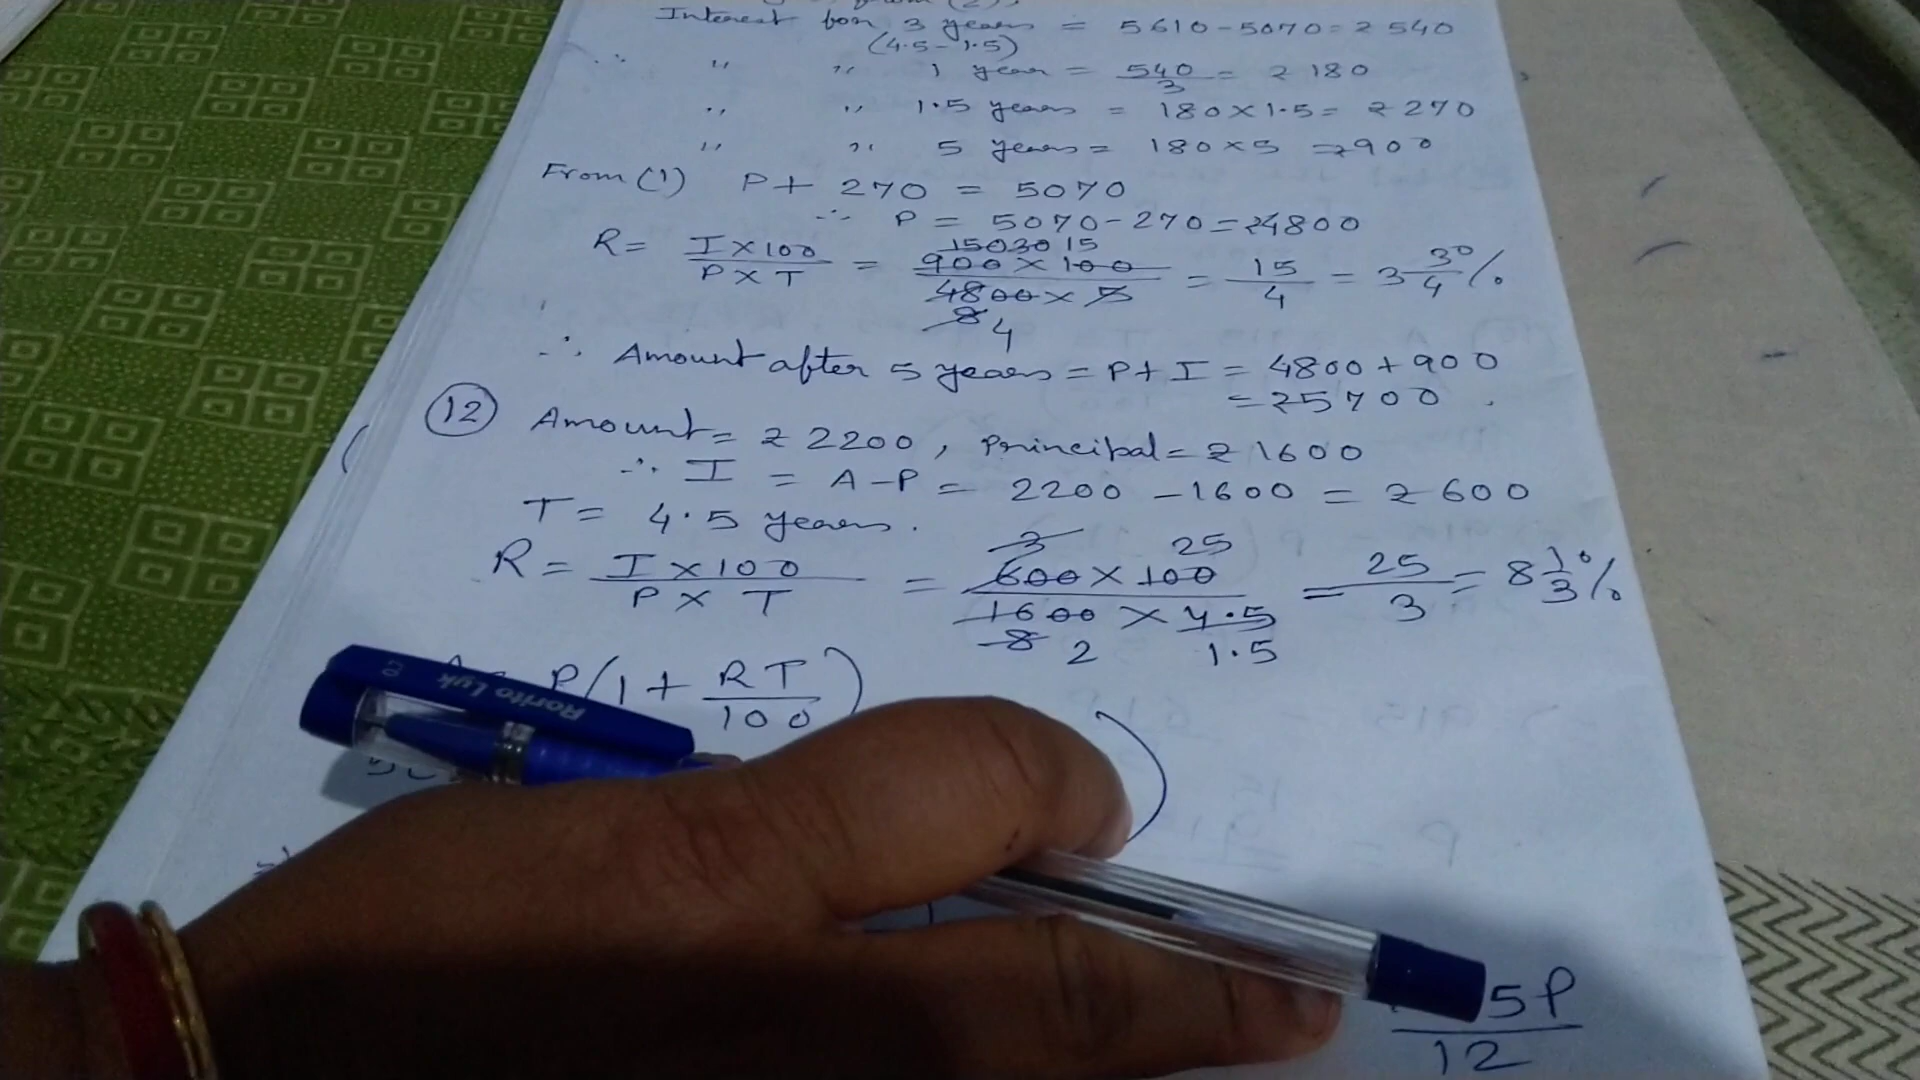 Interest for 3 years = 5610-5070=₹540
(4.5-1.5)
∴ " " 1 year = 540/3 = ₹180
" " 1.5 years = 180×1.5= ₹270
" " 5 years = 180×5 =₹900
From (1) P+ 270 = 5070
∴ P = 5070-270=₹4800
R= I×100/P×T = 900×100/4800×5 = 15/4 = 3 3/4%
∴ Amount after 5 years = P+I = 4800+900
=₹5700.
(12) Amount = ₹2200, Principal = ₹1600
∴ I = A-P = 2200 -1600 = ₹600
T= 4.5 years.
R= I×100/P×T = 600×100/1600×4.5 = 25/3 = 8 1/3%
P(1+ RT/100)
Rorito Lyk
5P/12